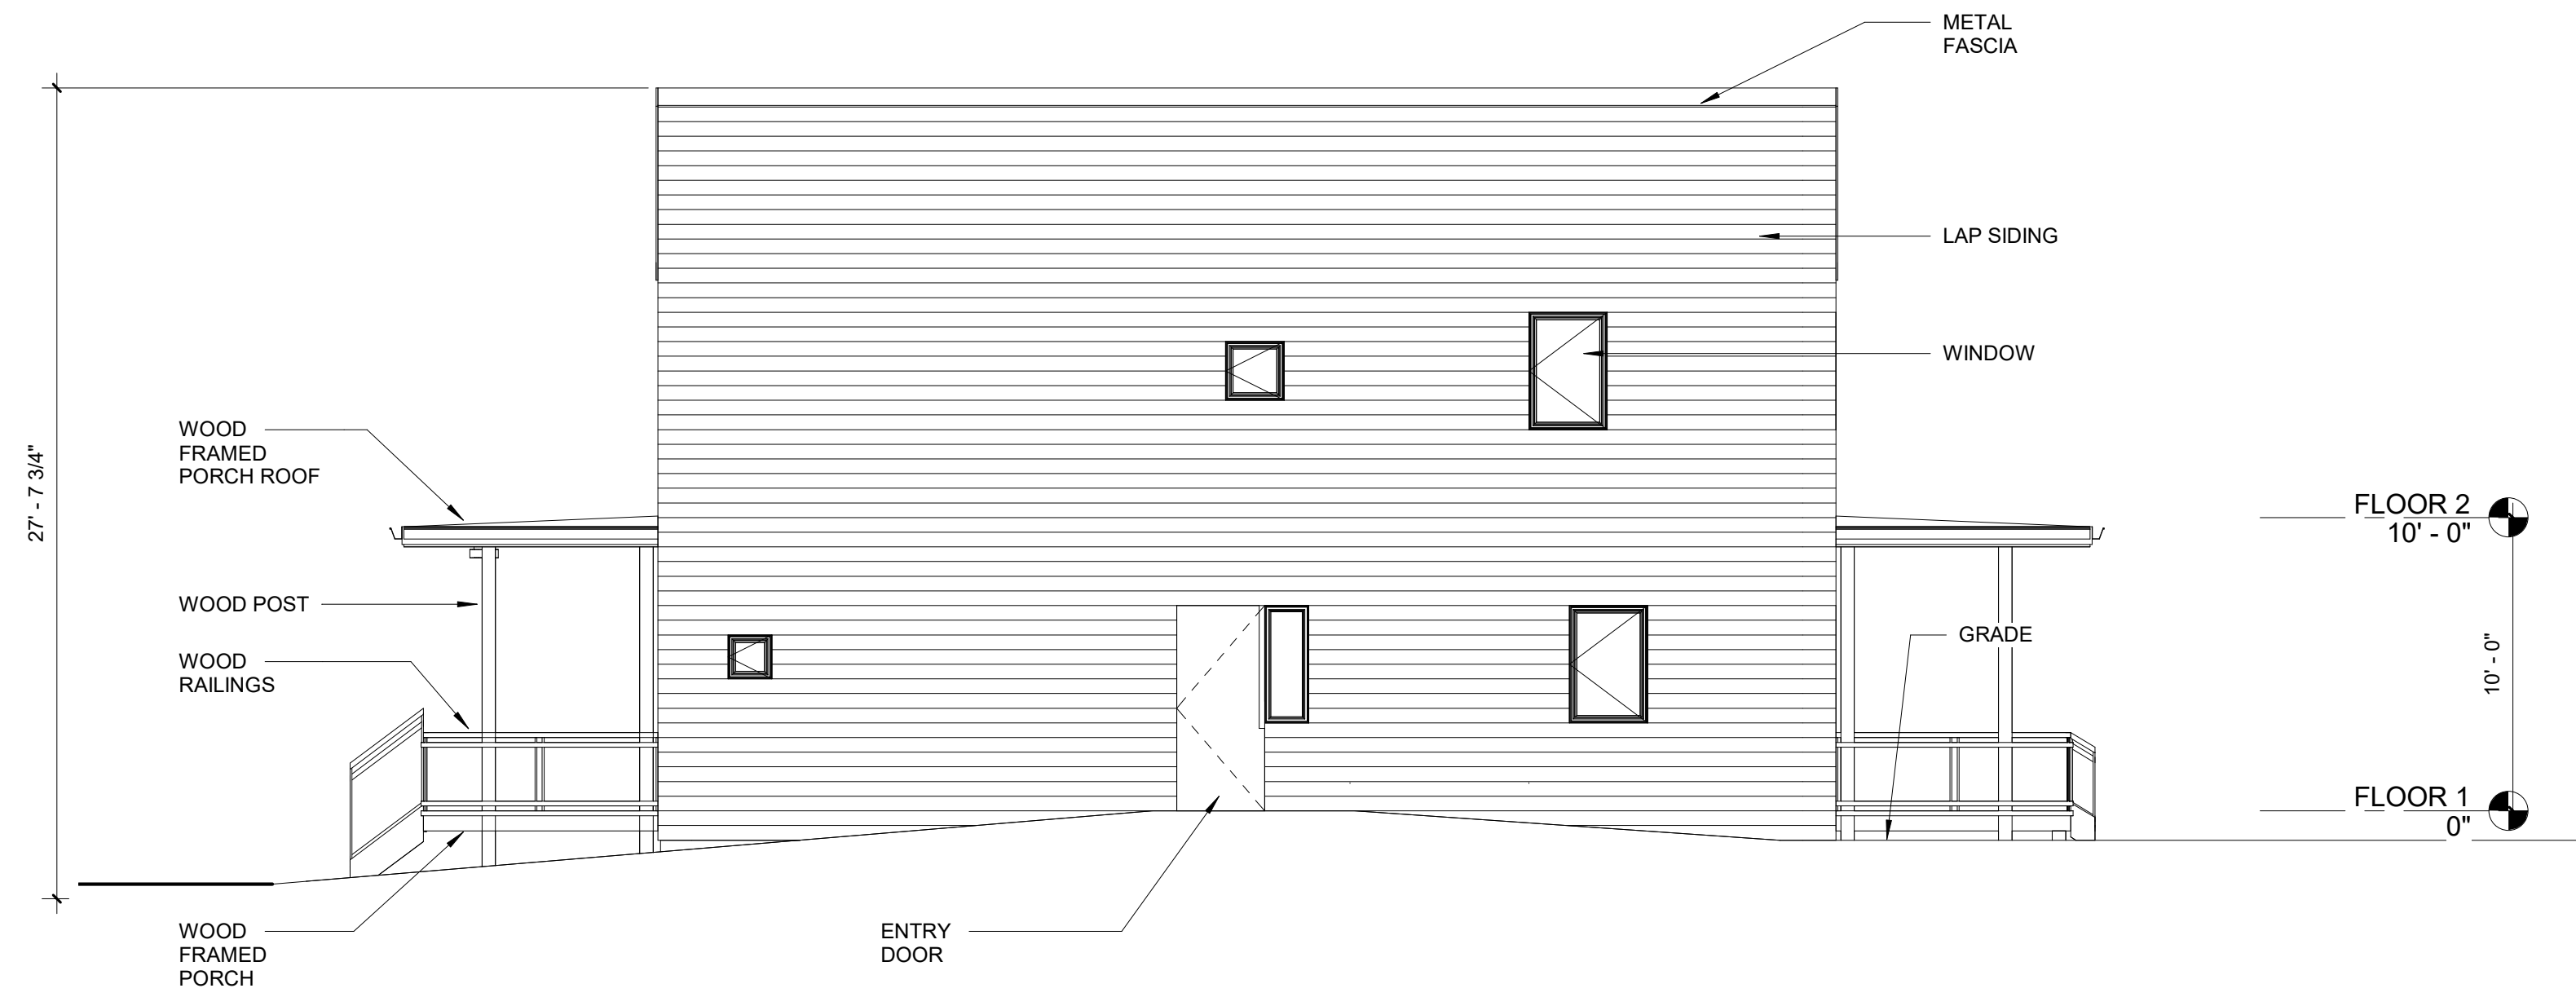 METAL
FASCIA
LAP SIDING
WINDOW
WOOD
FRAMED
PORCH ROOF
27' - 7 3/4"
FLOOR 2
10' - 0"
WOOD POST
GRADE
WOOD
RAILINGS
10' - 0"
FLOOR 1
0"
WOOD
FRAMED
PORCH
ENTRY
DOOR